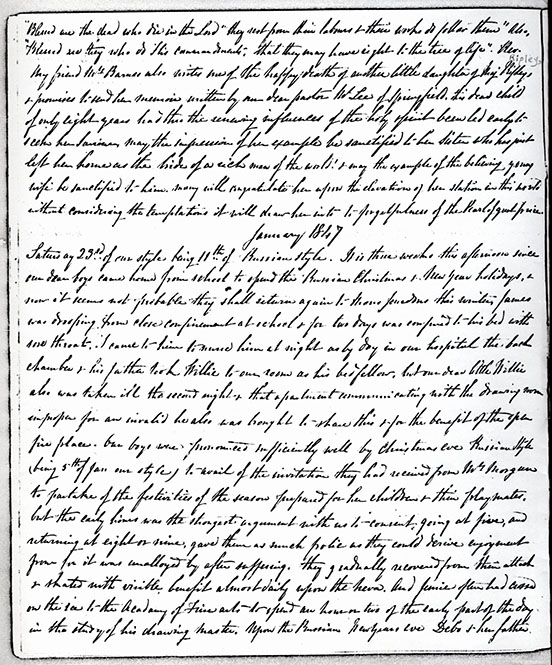 "Blessed are the dead who die in the Lord" "they rest from their labours & their works do follow them" Also
"Blessed are they who do His commandments, that they may have right to the tree of life". Rev.
My friend Mrs Barnes also writes me of the happy death of another little daughter of Maj Ripleys
Ripley
& promises to send her memoir written by our dear pastor Mr Lee of Springfield. This dear child
of only eight years had thro the renewing influences of the holy spirit been led early to
seek her Saviour, may the impression of her example be sanctified to her Sister who has just
left her home as the bride of a rich man of the world! & may the example of the believing young
wife be sanctified to him. many will congratulate her upon the elevation of her station in this world
without considering the temptations it will draw her into to forgetfulness of the Pearl of great price.
January 1847
Saturday 23rd of our style being 11th of Russian style. It is three weeks this afternoon since
our dear boys came home from school to spend the Russian Christmas & New Year holidays, &
now it seems not probable they shall return again to Mons this winter, James
was drooping from close confinement at school & for two days was confined to his bed with
sore throat. I came to him to nurse him at night as by day in our hospital the back
chamber & his father took Willie to our room as his bedfellow, but our dear little Willie
also was taken ill the second night & that apartment communicating with the drawing room
improper for an invalid he also was brought to share this & for the benefit of the open
fire place. Our boys were pronounced sufficiently well by Christmas eve Russian Style
(being 5th of Jan our style) to avail of the invitation they had received from Mrs Morgan
to partake of the festivities of the season prepared for her children & their playmates.
but the early hours was the strongest argument with us to consent, going at five, and
returning at eight or nine, gave them as much frolic as they could derive enjoyment
from for it was unalloyed by after suffering. they gradually recovered from their attack
& skated with visible benefit almost daily upon the Neva. And Jemie often had crossed
on the ice to the Academy of Fine arts to spend an hour or two of the early part of the day
in the study of his drawing master. Upon the Russian New Years eve Debo & her father